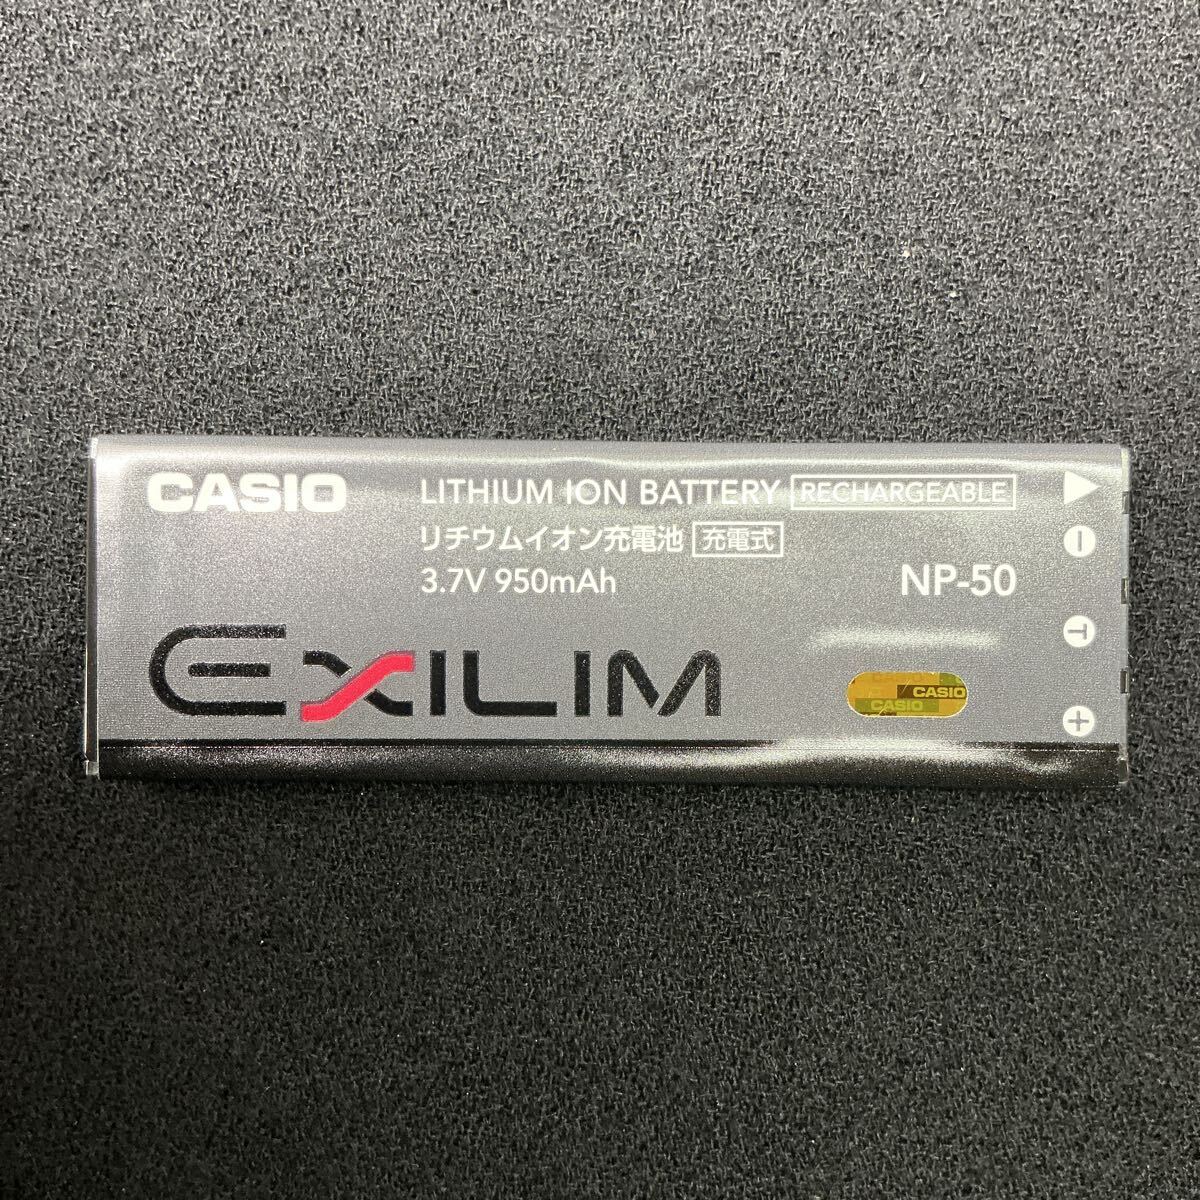 CASIO
LITHIUM ION BATTERY RECHARGEABLE
リチウムイオン充電池 充電式
3.7V 950mAh
NP-50
EXILIM
CASIO
CASIO
CASIO
−
T
+